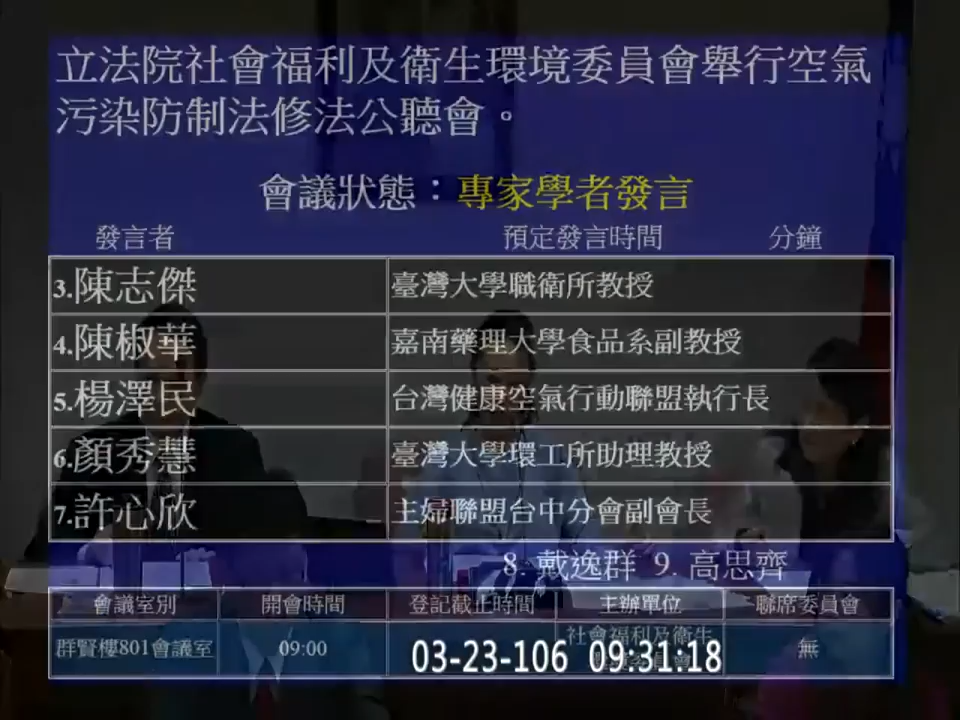 立法院社會福利及衛生環境委員會舉行空氣
污染防制法修法公聽會。
會議狀態：專家學者發言
發言者 預定發言時間 分鐘
3.陳志傑 臺灣大學職衛所教授
4.陳椒華 嘉南藥理大學食品系副教授
5.楊澤民 台灣健康空氣行動聯盟執行長
6.顏秀慧 臺灣大學環工所助理教授
7.許心欣 主婦聯盟台中分會副會長
8. 戴逸群 9. 高思齊
會議室別 開會時間 登記截止時間 主辦單位 聯席委員會
群賢樓801會議室 09:00 社會福利及衛生 無
03-23-106 09:31:18